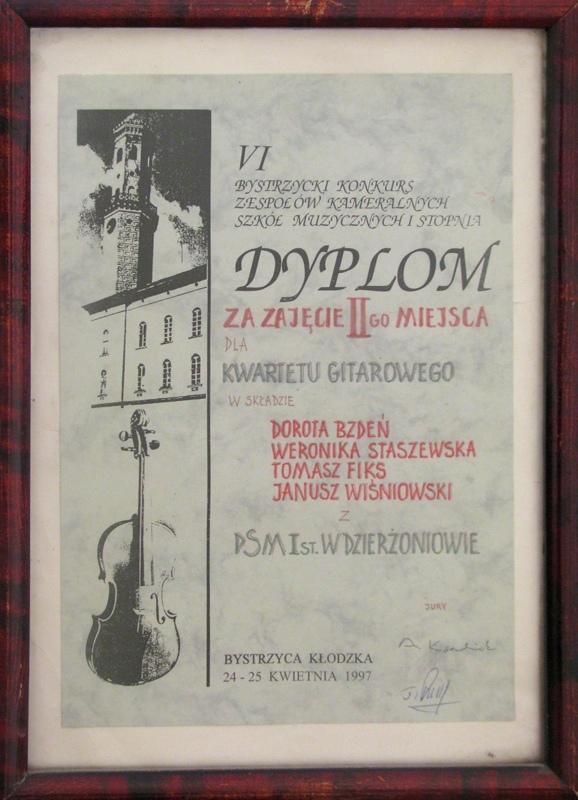 VI
BYSTRZYCKI KONKURS
ZESPOŁÓW KAMERALNYCH
SZKÓŁ MUZYCZNYCH I STOPNIA
DYPLOM
ZA ZAJĘCIE II GO MIEJSCA
DLA
KWARTETU GITAROWEGO
W SKŁADZIE
DOROTA BZDEŃ
WERONIKA STASZEWSKA
TOMASZ FIKS
JANUSZ WIŚNIOWSKI
Z
PSM I ST. W DZIERŻONIOWIE
JURY
BYSTRZYCA KŁODZKA
24 - 25 KWIETNIA 1997